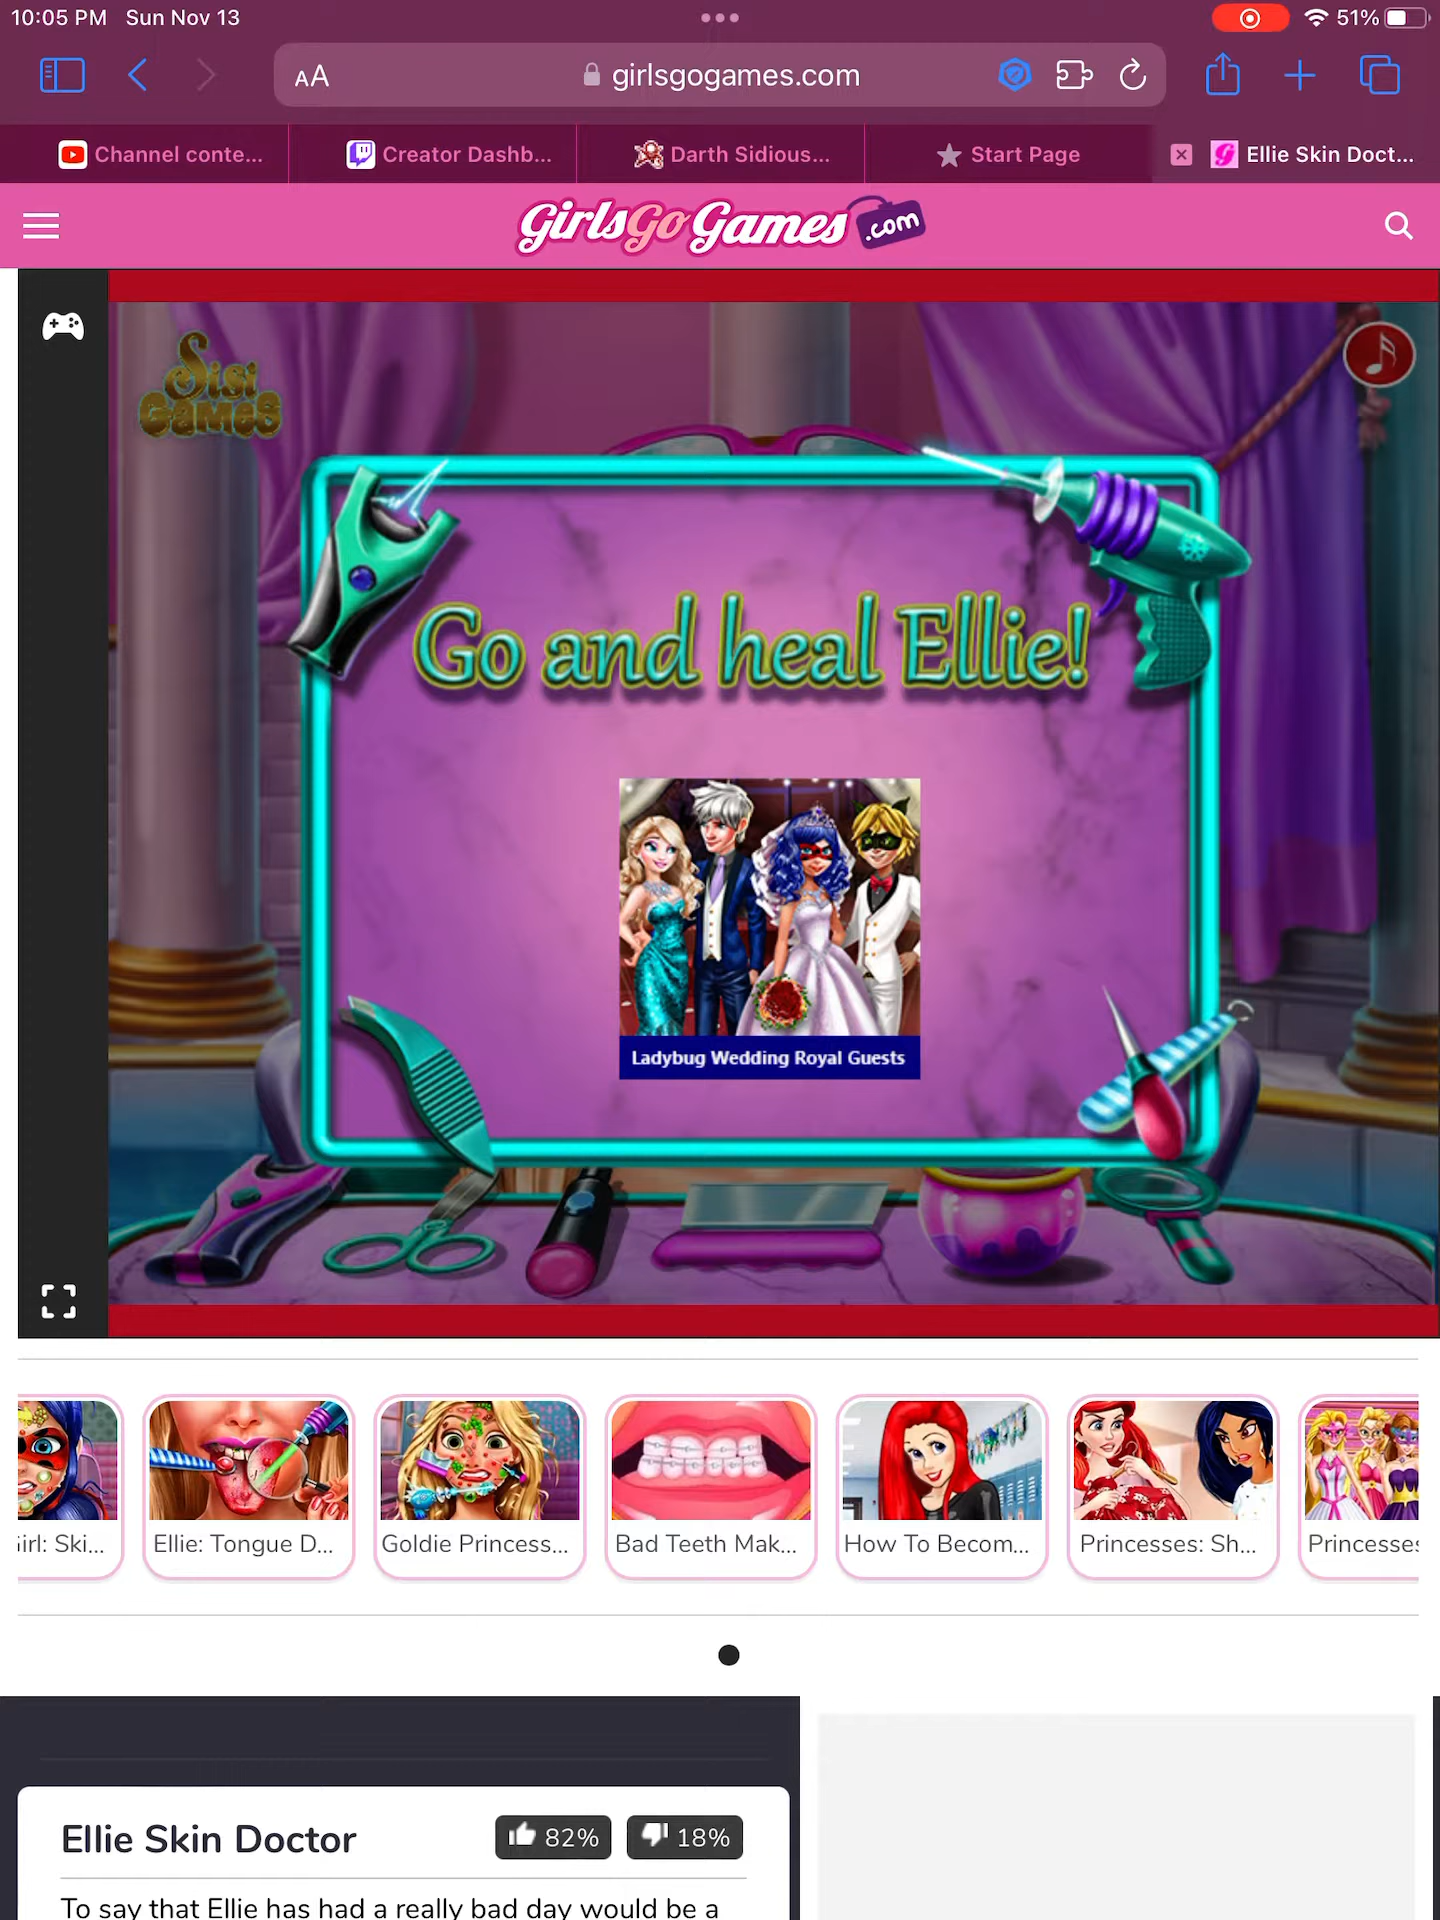 10:05 PM Sun Nov 13
51%
AA
girlsgogames.com
Channel conte...
Creator Dashb...
Darth Sidious...
Start Page
Ellie Skin Doct...
GirlsGoGames.com
Sisi
GameS
Go and heal Ellie!
Ladybug Wedding Royal Guests
Girl: Ski...
Ellie: Tongue D...
Goldie Princess...
Bad Teeth Mak...
How To Becom...
Princesses: Sh...
Princesses
Ellie Skin Doctor
82%
18%
To say that Ellie has had a really bad day would be a